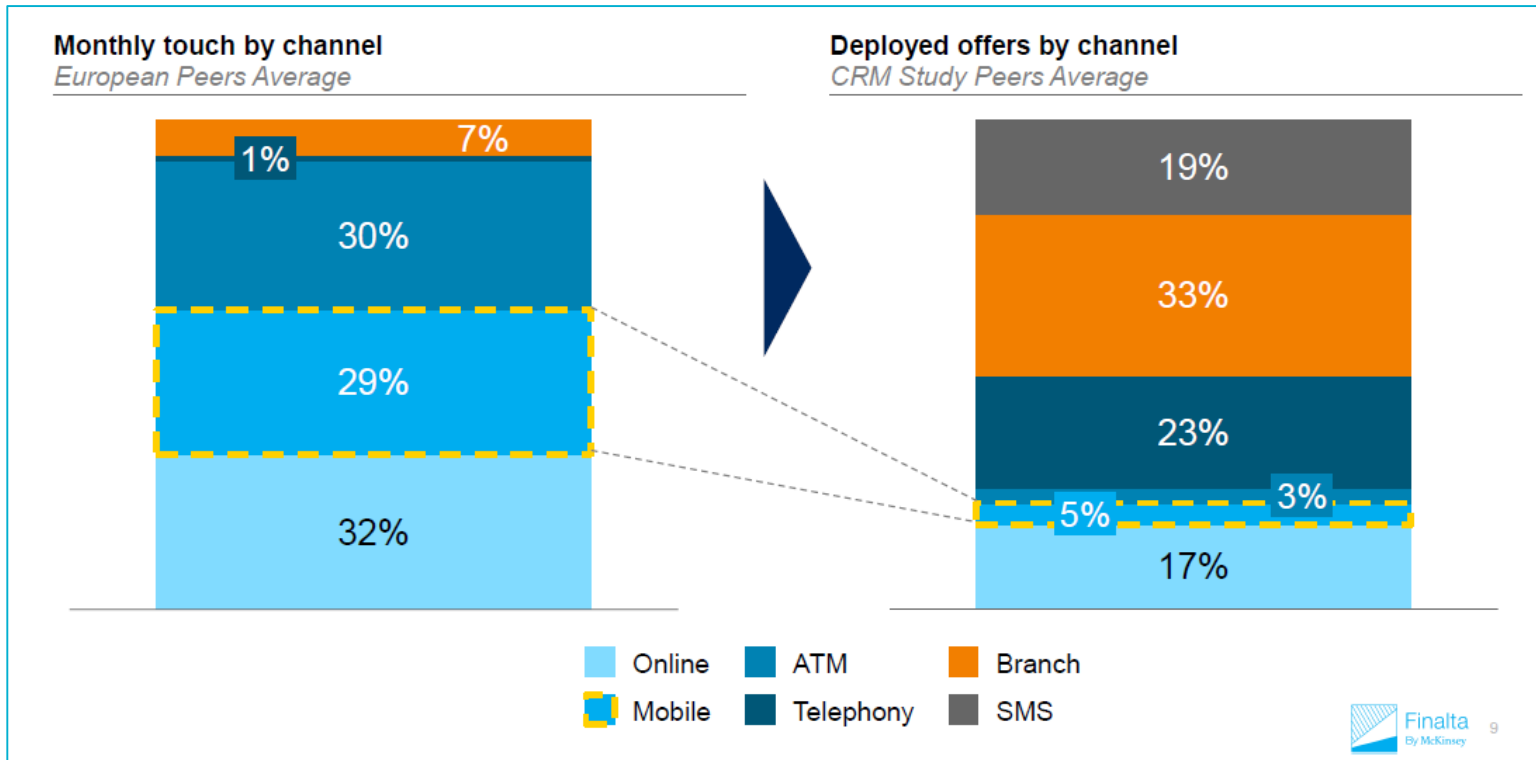 Monthly touch by channel
European Peers Average
7%
1%
30%
29%
32%
Deployed offers by channel
CRM Study Peers Average
19%
33%
23%
3%
5%
17%
Online
ATM
Branch
Mobile
Telephony
SMS
Finalta
By McKinsey
9